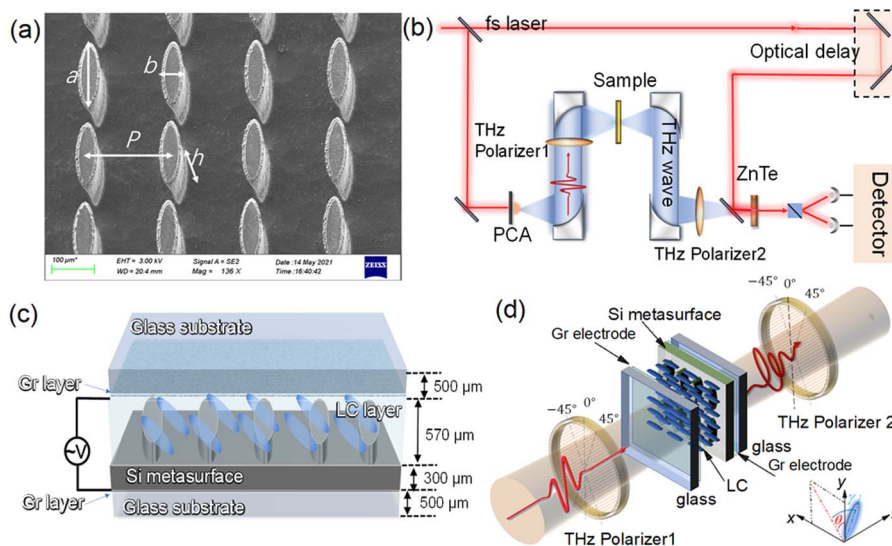 (a)
a
b
P
h
100 µm*
EHT = 3.00 kV
WD = 20.4 mm
Signal A = SE2
Mag = 136 X
Date :14 May 2021
Time :16:40:42
ZEISS
(b)
fs laser
Optical delay
Sample
THz
Polarizer1
THz wave
ZnTe
Detector
PCA
THz Polarizer2
(c)
Glass substrate
Gr layer
500 µm
LC layer
~V
570 µm
Si metasurface
300 µm
Gr layer
500 µm
Glass substrate
(d)
Si metasurface
Gr electrode
−45°
0°
45°
−45°
0°
45°
THz Polarizer 2
glass
Gr electrode
LC
glass
THz Polarizer1
y
x
θ